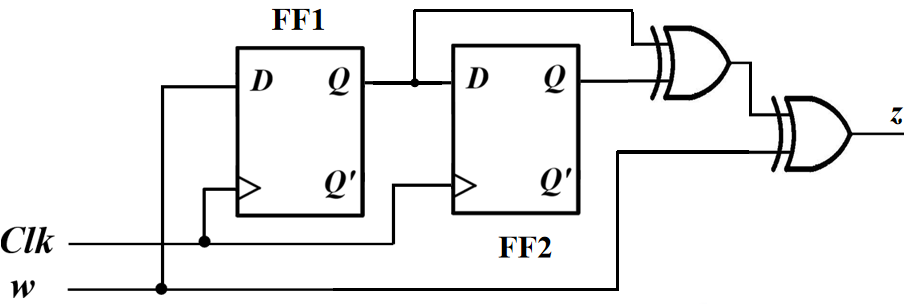 FF1
D Q D Q
z
Q' Q'
Clk
FF2
w